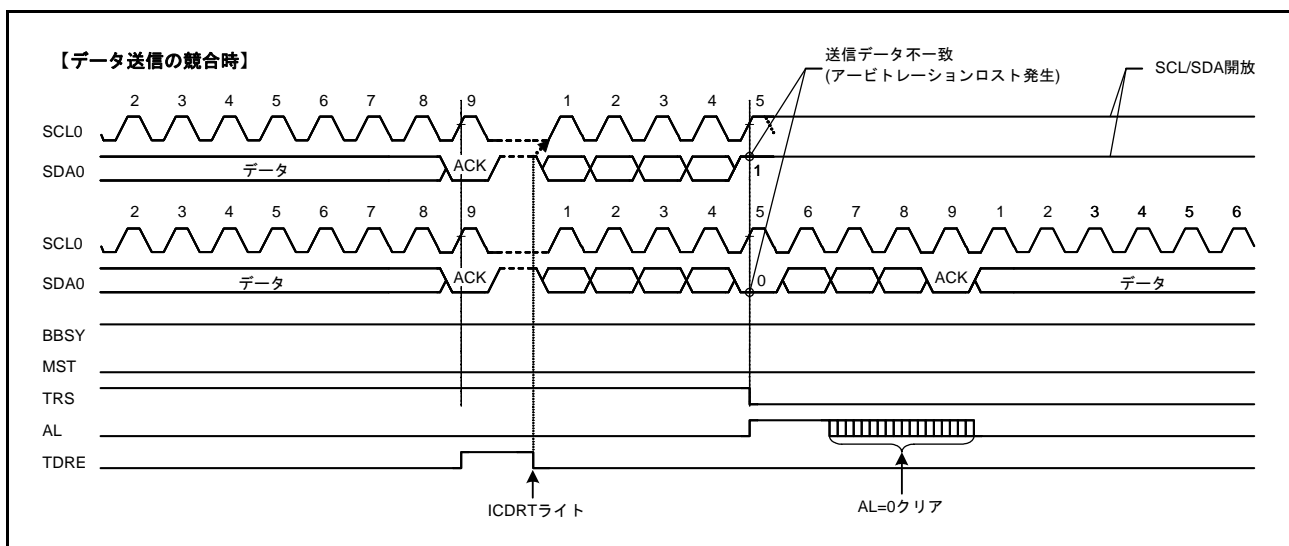 【データ送信の競合時】
送信データ不一致
(アービトレーションロスト発生)
SCL/SDA開放
2 3 4 5 6 7 8 9 1 2 3 4 5
SCL0
SDA0 データ ACK 1
2 3 4 5 6 7 8 9 1 2 3 4 5 6 7 8 9 1 2 3 4 5 6
SCL0
SDA0 データ ACK 0 ACK データ
BBSY
MST
TRS
AL
TDRE
ICDRTライト
AL=0クリア